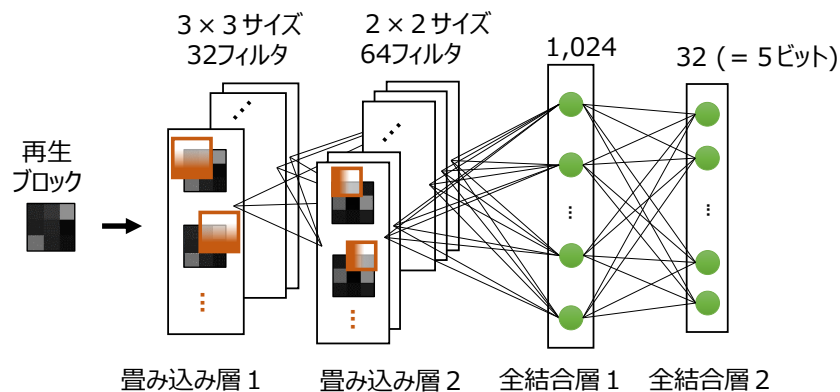 3×3サイズ
32フィルタ
2×2サイズ
64フィルタ
1,024
32 (= 5ビット)
再生
ブロック
畳み込み層1
畳み込み層2
全結合層1
全結合層2